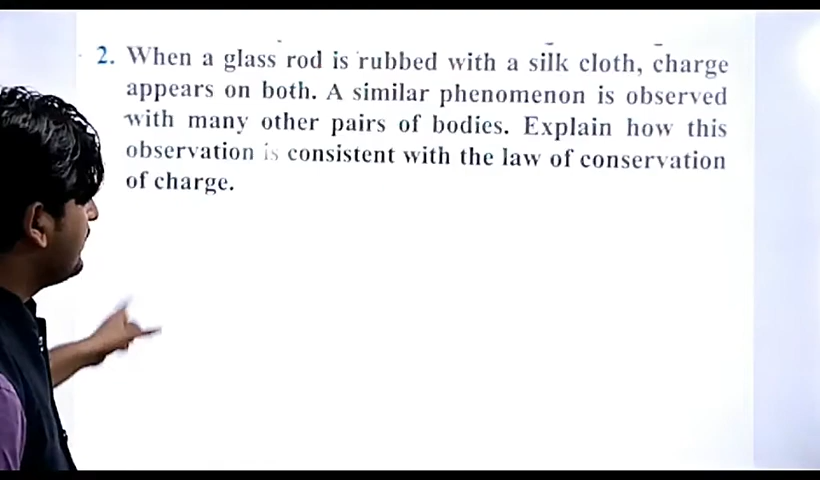 2. When a glass rod is rubbed with a silk cloth, charge
appears on both. A similar phenomenon is observed
with many other pairs of bodies. Explain how this
observation is consistent with the law of conservation
of charge.